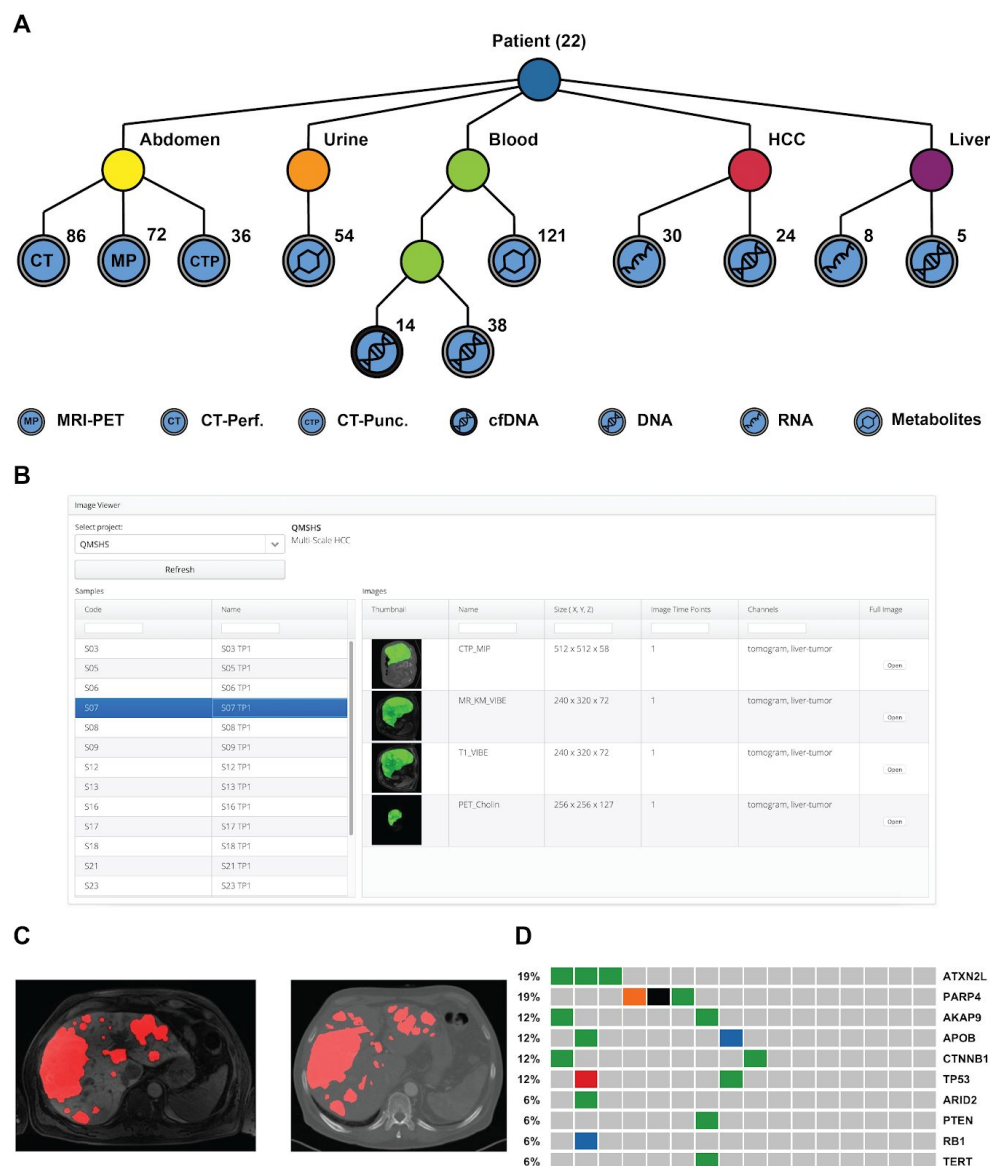 A
Patient (22)
Abdomen Urine Blood HCC Liver
86 72 36 54 121 30 24 8 5
CT MP CTP
14 38
MP MRI-PET CT CT-Perf. CTP CT-Punc. cfDNA DNA RNA Metabolites
B
Image Viewer
Select project:
QMSHS
Refresh
QMSHS
Multi-Scale HCC
Samples
Code Name
S03 S03 TP1
S05 S05 TP1
S06 S06 TP1
S07 S07 TP1
S08 S08 TP1
S09 S09 TP1
S12 S12 TP1
S13 S13 TP1
S16 S16 TP1
S17 S17 TP1
S18 S18 TP1
S21 S21 TP1
S23 S23 TP1
Images
Thumbnail Name Size ( X, Y, Z) Image Time Points Channels Full Image
CTP_MIP 512 x 512 x 58 1 tomogram, liver-tumor Open
MR_KM_VIBE 240 x 320 x 72 1 tomogram, liver-tumor Open
T1_VIBE 240 x 320 x 72 1 tomogram, liver-tumor Open
PET_Cholin 256 x 256 x 127 1 tomogram, liver-tumor Open
C
D
19% ATXN2L
19% PARP4
12% AKAP9
12% APOB
12% CTNNB1
12% TP53
6% ARID2
6% PTEN
6% RB1
6% TERT